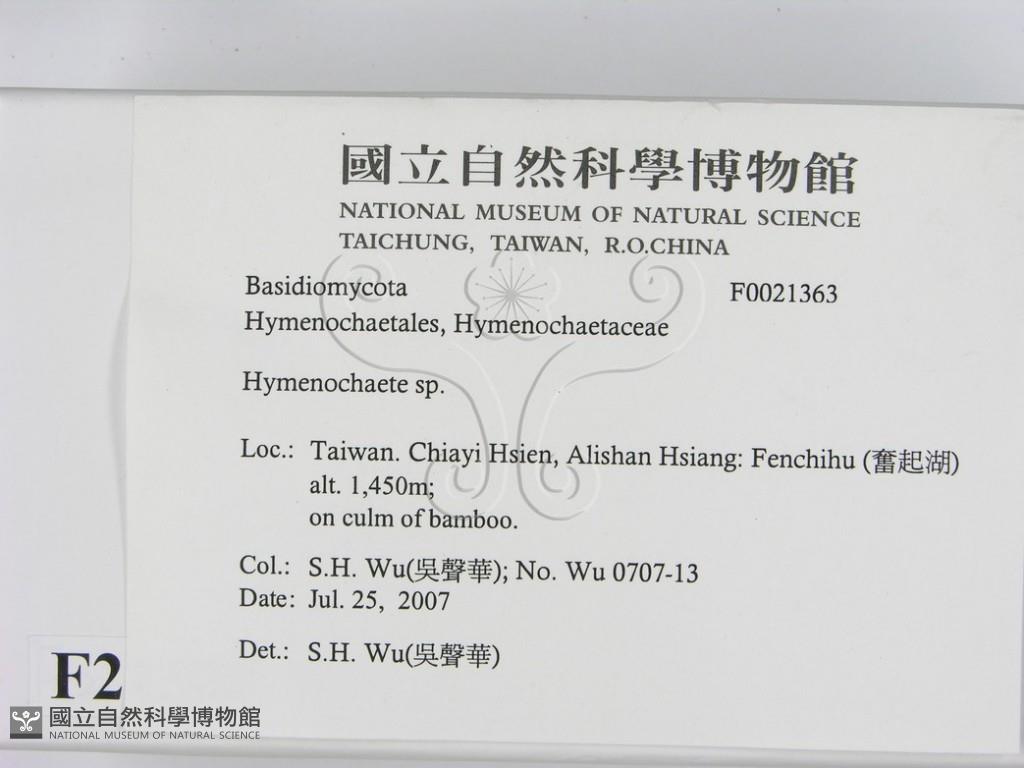 國立自然科學博物館
NATIONAL MUSEUM OF NATURAL SCIENCE
TAICHUNG, TAIWAN, R.O.CHINA
Basidiomycota F0021363
Hymenochaetales, Hymenochaetaceae
Hymenochaete sp.
Loc.: Taiwan. Chiayi Hsien, Alishan Hsiang: Fenchihu (奮起湖)
alt. 1,450m;
on culm of bamboo.
Col.: S.H. Wu(吳聲華); No. Wu 0707-13
Date: Jul. 25, 2007
Det.: S.H. Wu(吳聲華)
F2
國立自然科學博物館
NATIONAL MUSEUM OF NATURAL SCIENCE